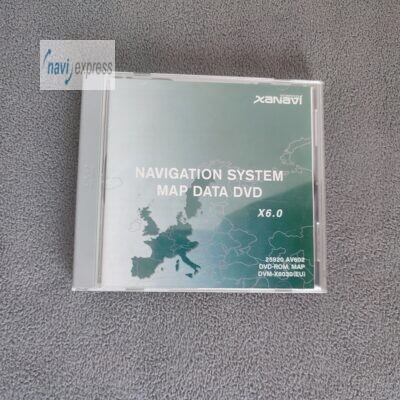 navi express
XANAVI
NAVIGATION SYSTEM
MAP DATA DVD
X6.0
25920 AV602
DVD-ROM, MAP
DVM-X6030(EU)